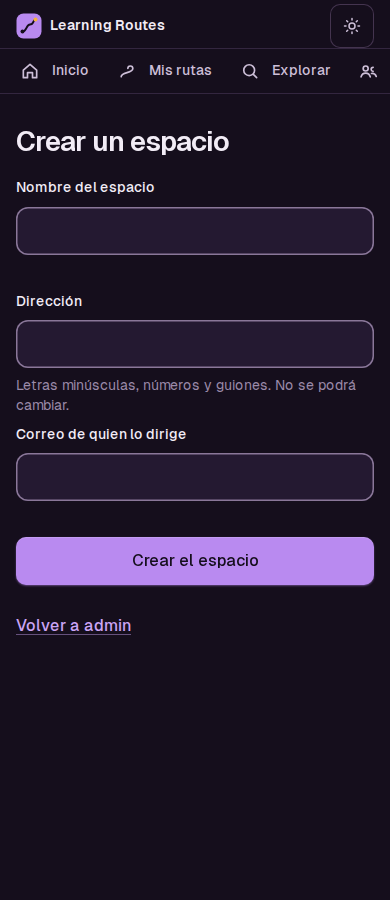 Learning Routes
Inicio
Mis rutas
Explorar
Crear un espacio
Nombre del espacio
Dirección
Letras minúsculas, números y guiones. No se podrá
cambiar.
Correo de quien lo dirige
Crear el espacio
Volver a admin